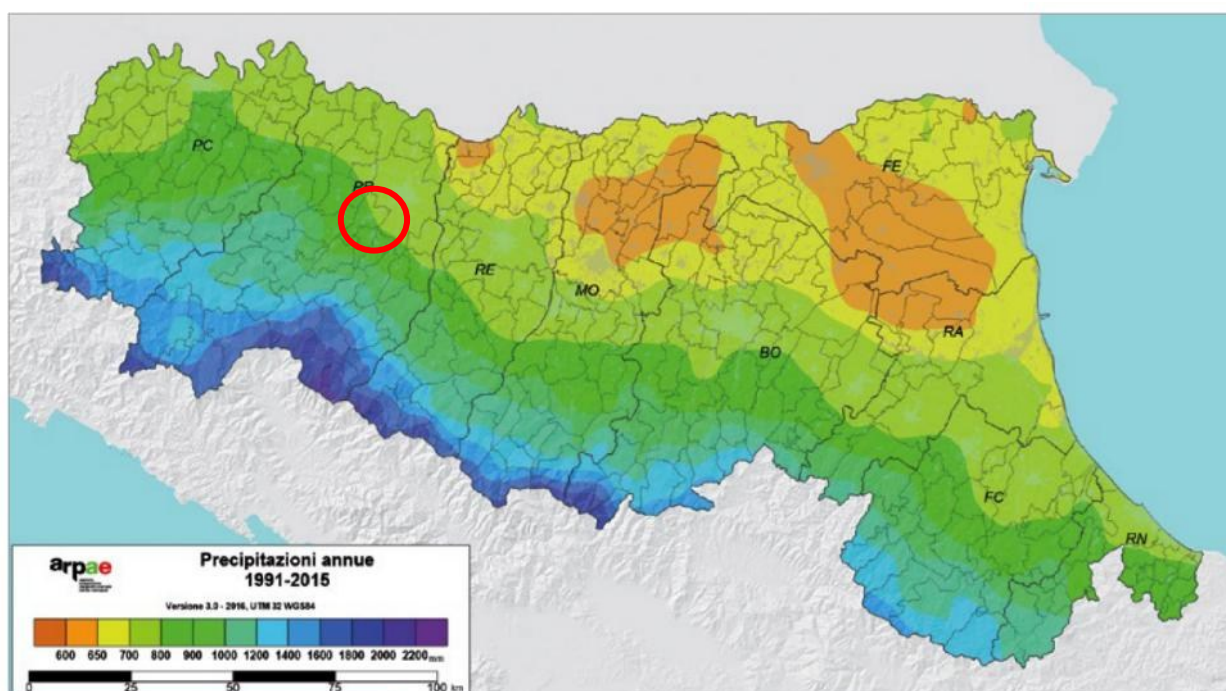 PC
PR
FE
RE
MO
RA
BO
FC
RN
arpae
Precipitazioni annue
1991-2015
Versione 3.0 - 2016, UTM 32 WGS84
600 650 700 800 900 1000 1200 1400 1600 1800 2000 2200 mm
0 25 50 75 100 km